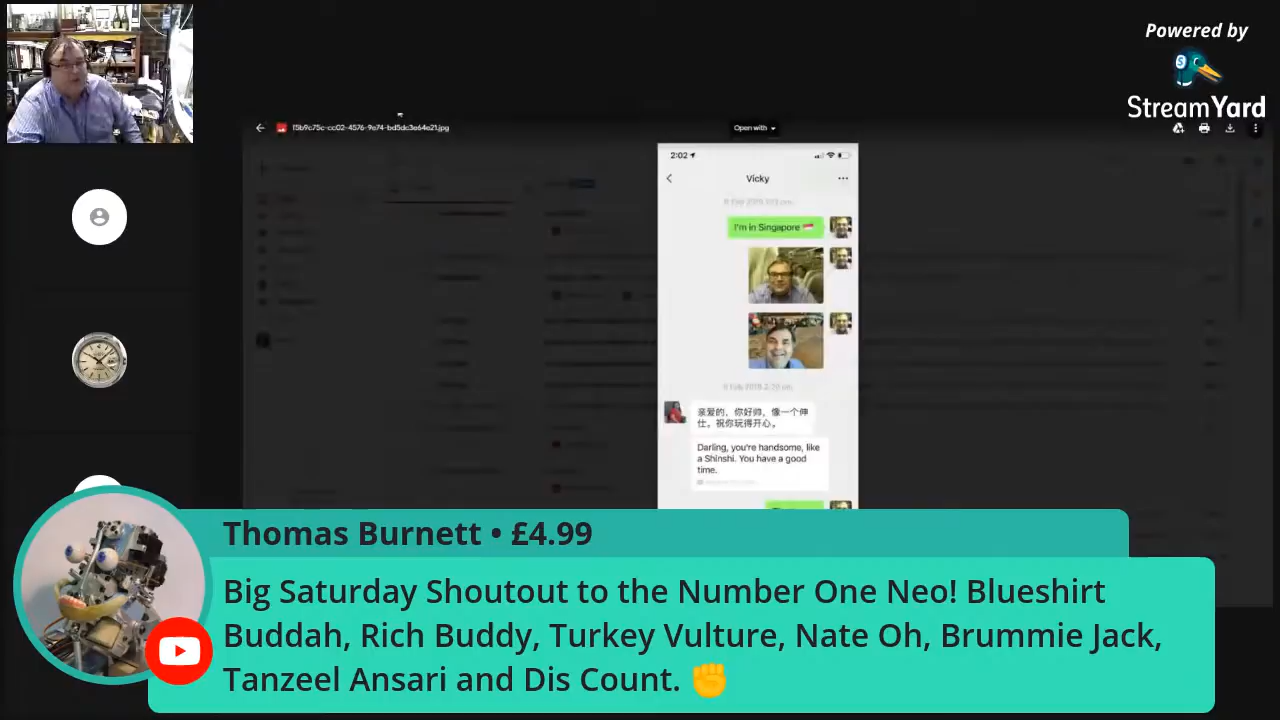 Powered by
StreamYard
Open with
2:02
Vicky
I'm in Singapore 🇸🇬
亲爱的，你好帅，像一个伸
仕。祝你玩得开心。
Darling, you're handsome, like
a Shinshi. You have a good
time.
Thomas Burnett • £4.99
Big Saturday Shoutout to the Number One Neo! Blueshirt
Buddah, Rich Buddy, Turkey Vulture, Nate Oh, Brummie Jack,
Tanzeel Ansari and Dis Count. ✊